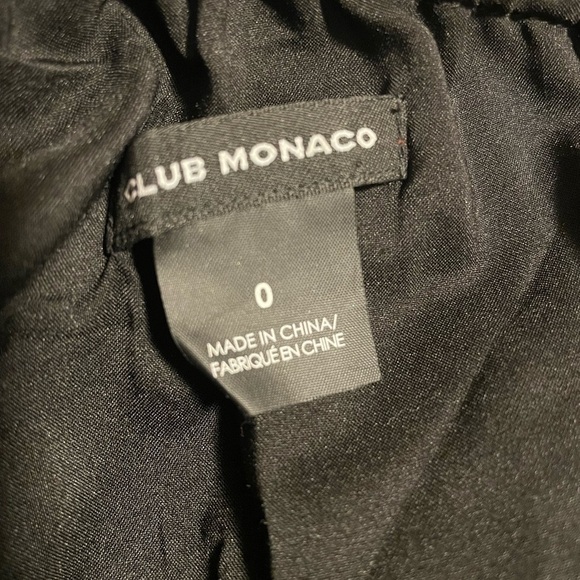 CLUB MONACO
0
MADE IN CHINA/
FABRIQUÉ EN CHINE